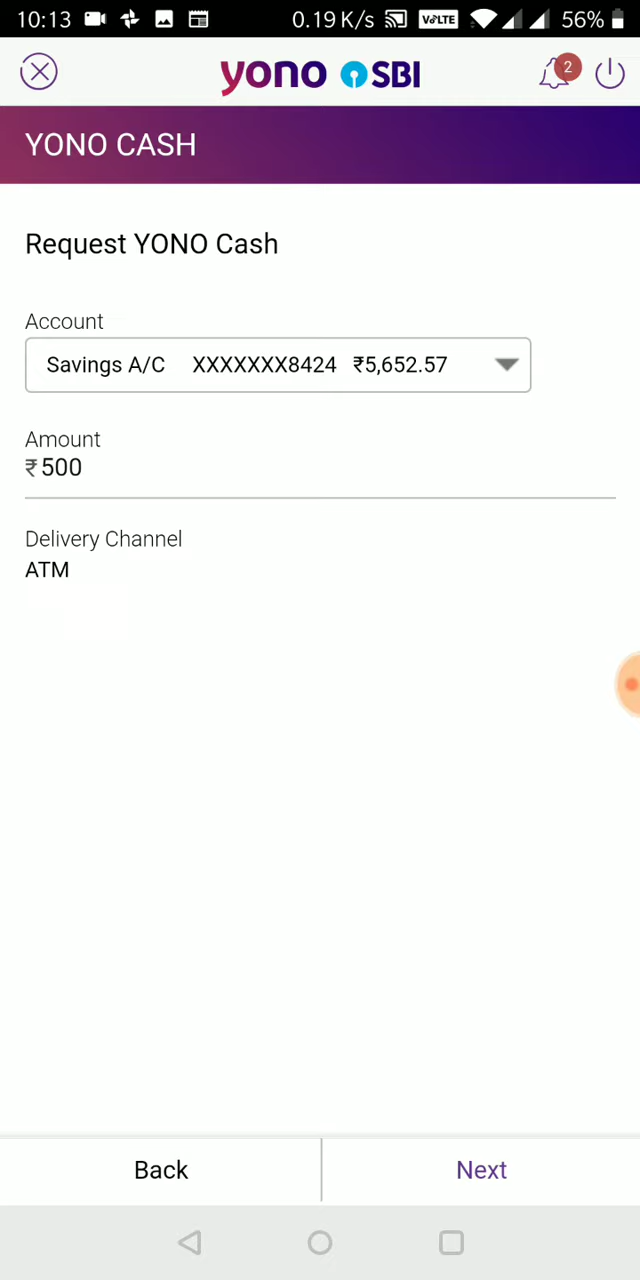 10:13 0.19 K/s VoLTE 56%
yono SBI 2
YONO CASH
Request YONO Cash
Account
Savings A/C XXXXXXX8424 ₹5,652.57
Amount
₹500
Delivery Channel
ATM
Back Next